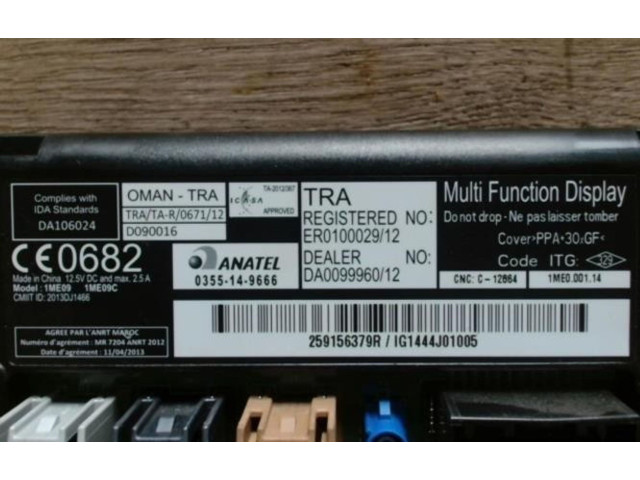 Complies with
IDA Standards
DA106024
OMAN - TRA
TRA/TA-R/0671/12
D090016
ICASA
TA-2012/367
APPROVED
TRA
REGISTERED NO:
ER0100029/12
DEALER NO:
DA0099960/12
Multi Function Display
Do not drop - Ne pas laisser tomber
Cover>PPA•30₂GF<
Code ITG: 329
CNC: C-12664
1ME0.001.14
CE0682
Made in China 12.5V DC and max. 2.5 A
Model: 1ME09 1ME09C
CMIIT ID: 2013DJ1466
ANATEL
0355-14-9666
AGREE PAR L'ANRT MAROC
Numéro d'agrément : MR 7204 ANRT 2012
Date d'agrément : 11/04/2013
259156379R / IG1444J01005